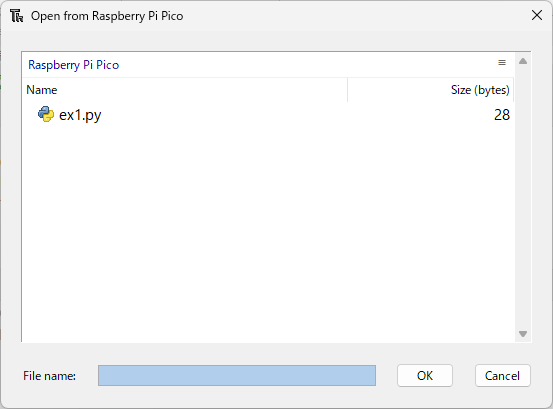 Open from Raspberry Pi Pico
Raspberry Pi Pico
Name Size (bytes)
ex1.py 28
File name: OK Cancel